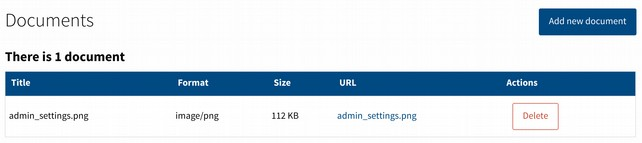 Documents
Add new document
There is 1 document
Title Format Size URL Actions
admin_settings.png image/png 112 KB admin_settings.png Delete